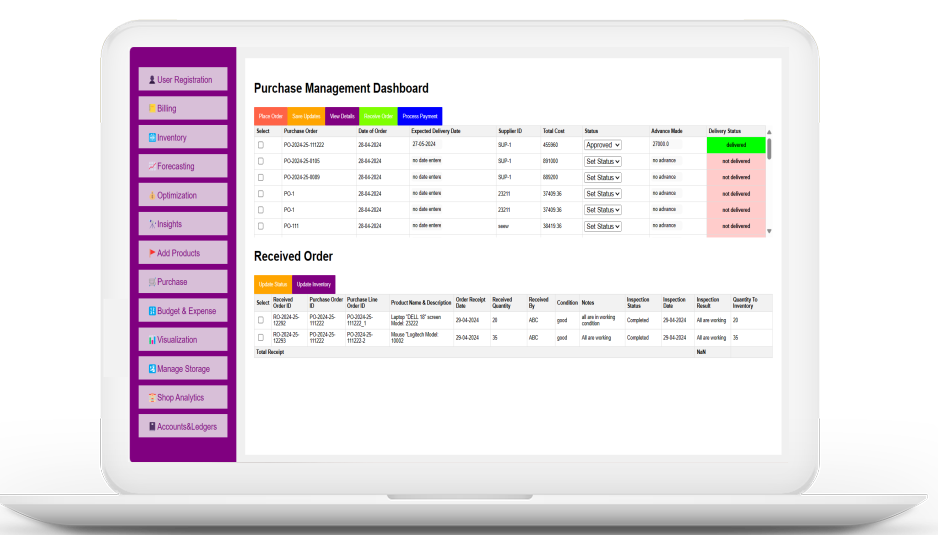 User Registration
Billing
Inventory
Forecasting
Optimization
Insights
Add Products
Purchase
Budget & Expense
Visualization
Manage Storage
Shop Analytics
Accounts&Ledgers
Purchase Management Dashboard
Place Order Save Updates View Details Receive Order Process Payment
Select Purchase Order Date of Order Expected Delivery Date Supplier ID Total Cost Status Advance Made Delivery Status
PO-2024-25-111222 28-04-2024 27-05-2024 SUP-1 455960 Approved 27000.0 delivered
PO-2024-25-0105 28-04-2024 no date entere SUP-1 891000 Set Status no advance not delivered
PO-2024-25-0089 28-04-2024 no date entere SUP-1 889200 Set Status no advance not delivered
PO-1 28-04-2024 no date entere 23211 37409.36 Set Status no advance not delivered
PO-1 28-04-2024 no date entere 23211 37409.36 Set Status no advance not delivered
PO-111 28-04-2024 no date entere 38419.36 Set Status no advance not delivered
Received Order
Update Status Update Inventory
Select Received Order ID Purchase Order ID Purchase Line Order ID Product Name & Description Order Receipt Date Received Quantity Received By Condition Notes Inspection Status Inspection Date Inspection Result Quantity To Inventory
RO-2024-25-12292 PO-2024-25-111222 PO-2024-25-111222_1 Laptop "DELL 18" screen Model: 23222 29-04-2024 20 ABC good all are in working condition Completed 29-04-2024 All are working 20
RO-2024-25-12293 PO-2024-25-111222 PO-2024-25-111222-2 Mouse "Logitech Model: 10002 29-04-2024 35 ABC good All are working Completed 29-04-2024 All are working 35
Total Receipt NaN